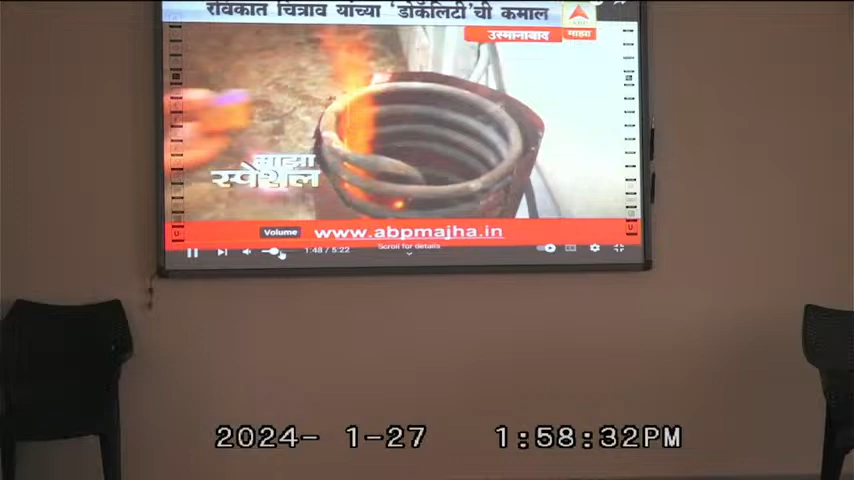 रविकांत चित्राव यांच्या 'डोकॅलिटी'ची कमाल
उस्मानाबाद
माझा
माझा
स्पेशल
Volume
www.abpmajha.in
1:48 / 5:22
Scroll for details
2024- 1-27 1:58:32PM